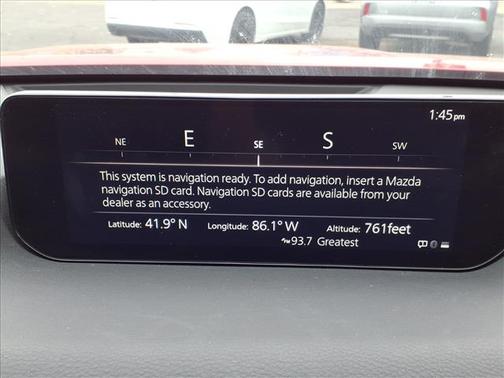 1:45pm
NE E SE S SW
This system is navigation ready. To add navigation, insert a Mazda
navigation SD card. Navigation SD cards are available from your
dealer as an accessory.
Latitude: 41.9° N Longitude: 86.1° W Altitude: 761feet
93.7 Greatest